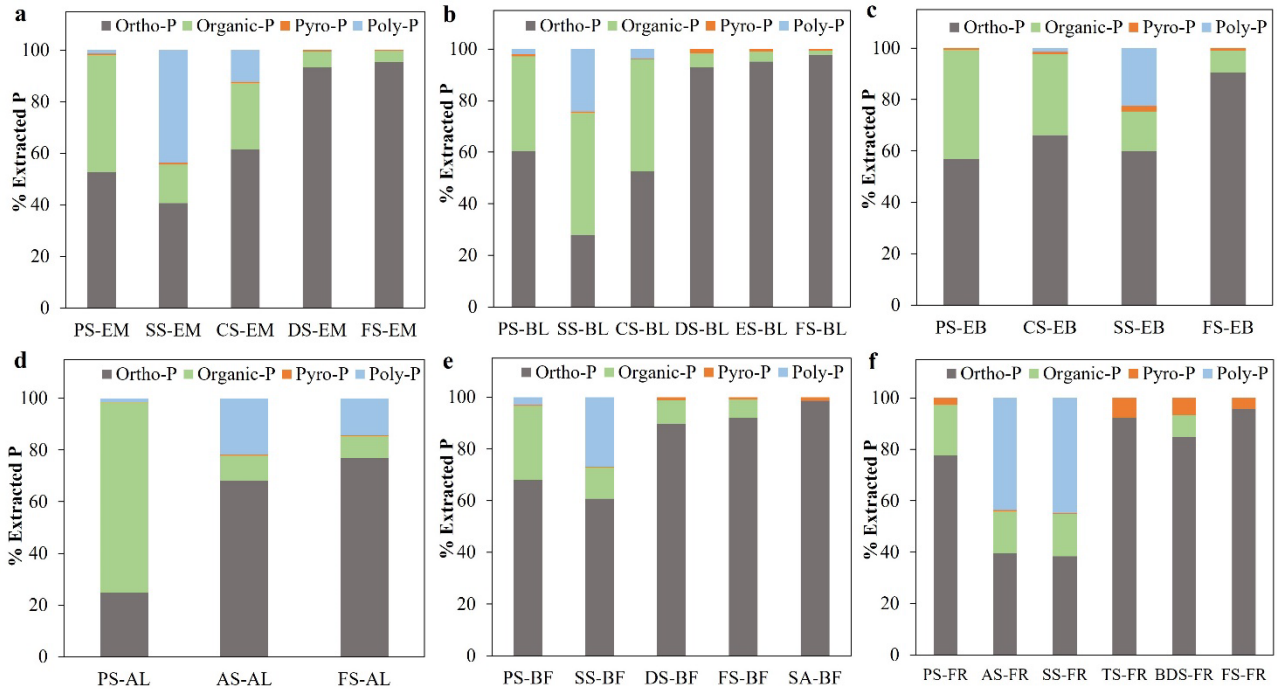 a
Ortho-P Organic-P Pyro-P Poly-P
% Extracted P
100
80
60
40
20
0
PS-EM SS-EM CS-EM DS-EM FS-EM
b
Ortho-P Organic-P Pyro-P Poly-P
% Extracted P
100
80
60
40
20
0
PS-BL SS-BL CS-BL DS-BL ES-BL FS-BL
c
Ortho-P Organic-P Pyro-P Poly-P
% Extracted P
100
80
60
40
20
0
PS-EB CS-EB SS-EB FS-EB
d
Ortho-P Organic-P Pyro-P Poly-P
% Extracted P
100
80
60
40
20
0
PS-AL AS-AL FS-AL
e
Ortho-P Organic-P Pyro-P Poly-P
% Extracted P
100
80
60
40
20
0
PS-BF SS-BF DS-BF FS-BF SA-BF
f
Ortho-P Organic-P Pyro-P Poly-P
% Extracted P
100
80
60
40
20
0
PS-FR AS-FR SS-FR TS-FR BDS-FR FS-FR